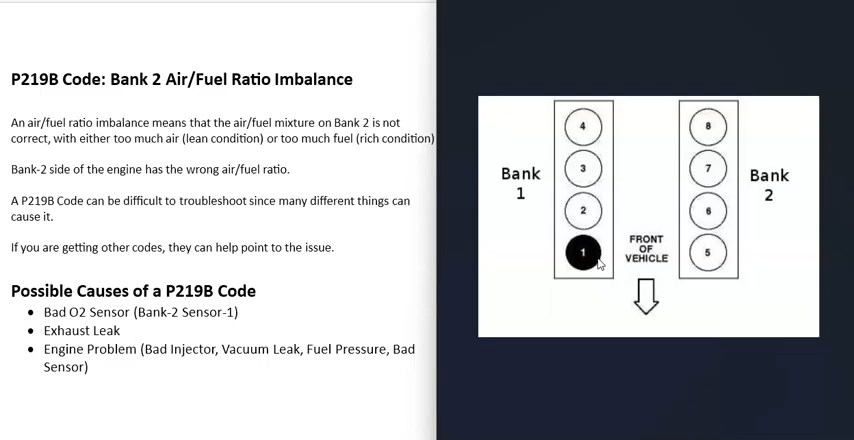 P219B Code: Bank 2 Air/Fuel Ratio Imbalance
An air/fuel ratio imbalance means that the air/fuel mixture on Bank 2 is not
correct, with either too much air (lean condition) or too much fuel (rich condition)
Bank-2 side of the engine has the wrong air/fuel ratio.
A P219B Code can be difficult to troubleshoot since many different things can
cause it.
If you are getting other codes, they can help point to the issue.
Possible Causes of a P219B Code
• Bad O2 Sensor (Bank-2 Sensor-1)
• Exhaust Leak
• Engine Problem (Bad Injector, Vacuum Leak, Fuel Pressure, Bad
Sensor)
Bank
1
4
3
2
1
FRONT
OF
VEHICLE
8
7
6
5
Bank
2